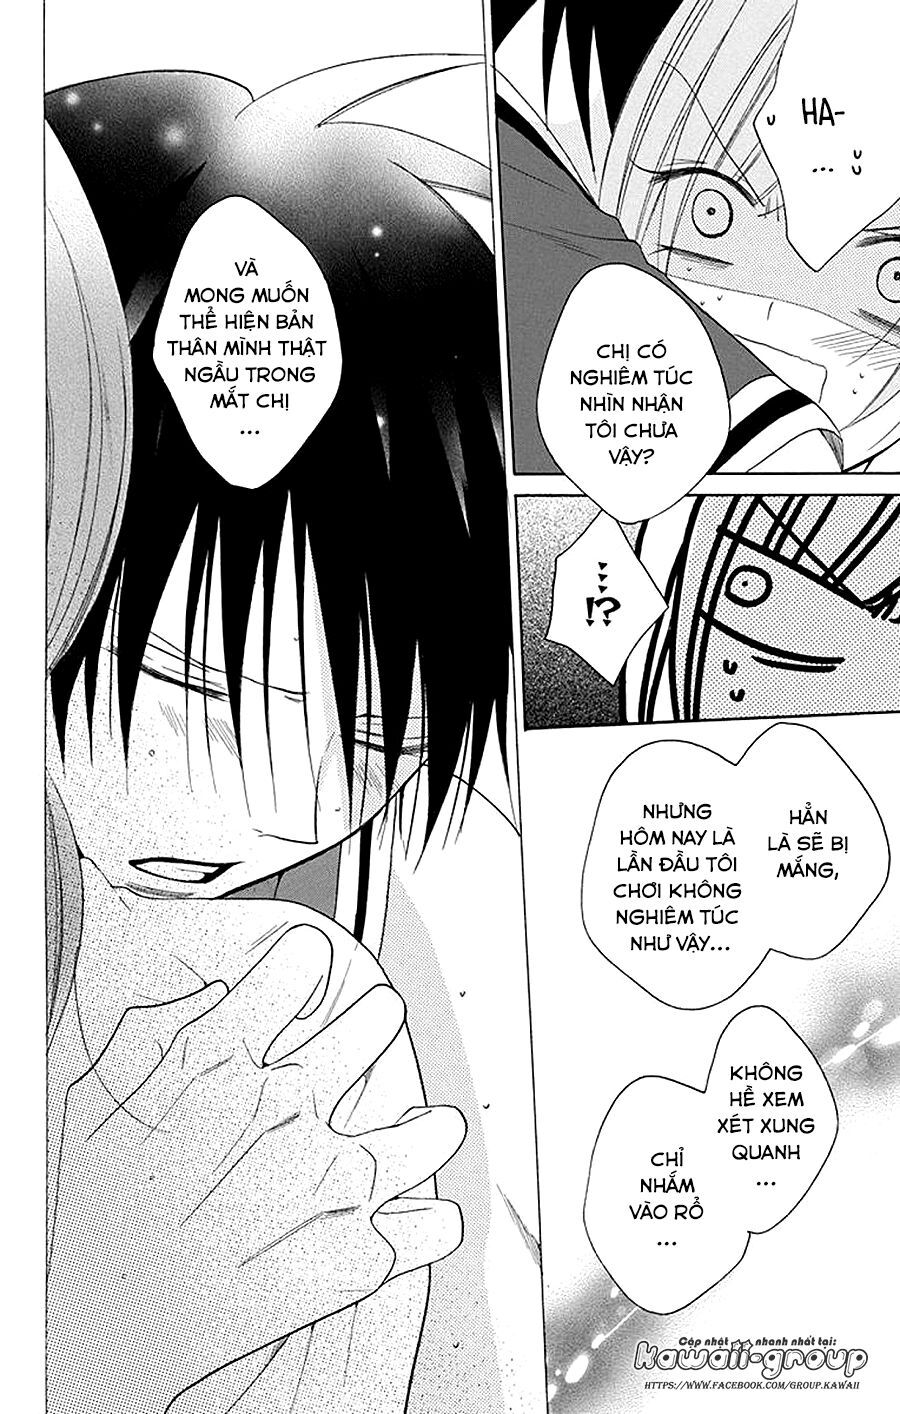 HA-
...
CHỊ CÓ
NGHIÊM TÚC
NHÌN NHẬN
TÔI CHƯA
VẬY?
...
!?
HẲN
LÀ SẼ BỊ
MẮNG,
NHƯNG
HÔM NAY LÀ
LẦN ĐẦU TÔI
CHƠI KHÔNG
NGHIÊM TÚC
NHƯ VẬY...
KHÔNG
HỀ XEM
XÉT XUNG
QUANH
...
CHỈ
NHẮM
VÀO RỔ
...
VÀ
MONG MUỐN
THỂ HIỆN BẢN
THÂN MÌNH THẬT
NGẦU TRONG
MẮT CHỊ
...
Cập nhật nhanh nhất tại:
kawaii-group
HTTPS://WWW.FACEBOOK.COM/GROUP.KAWAII